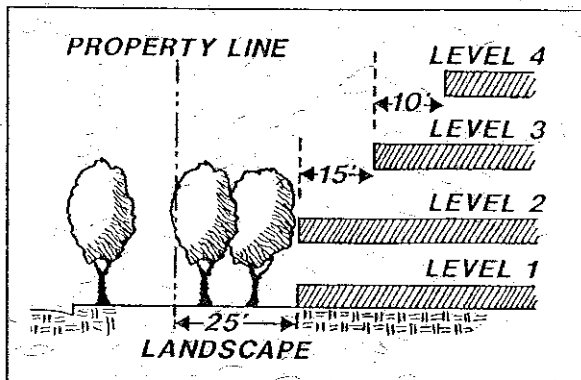 PROPERTY LINE
LEVEL 4
10'
LEVEL 3
15'
LEVEL 2
LEVEL 1
25'
LANDSCAPE